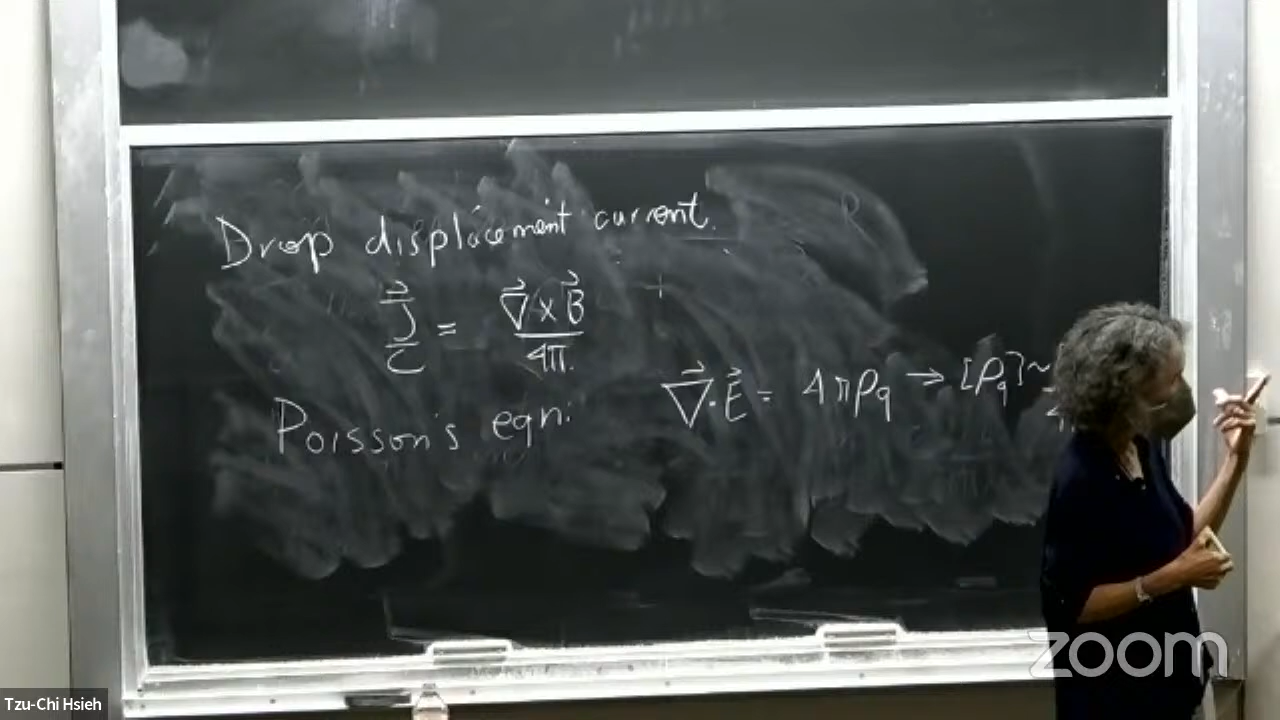 Drop displacement current.
J⃗/c = ∇⃗×B⃗/4π.
Poisson's eqn:
∇⃗·E⃗ = 4πρq → [ρq]~
zoom
Tzu-Chi Hsieh